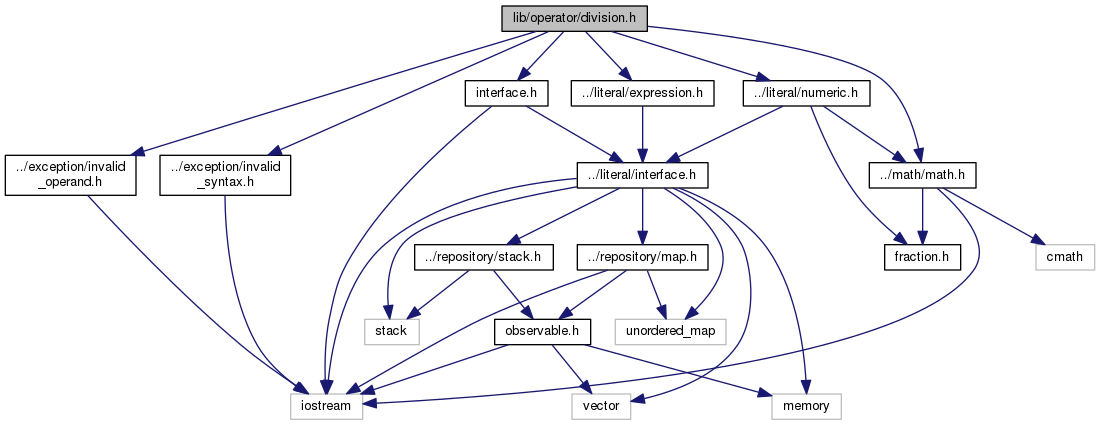 lib/operator/division.h
interface.h
../literal/expression.h
../literal/numeric.h
../exception/invalid
_operand.h
../exception/invalid
_syntax.h
../literal/interface.h
../math/math.h
../repository/stack.h
../repository/map.h
fraction.h
cmath
stack
observable.h
unordered_map
iostream
vector
memory